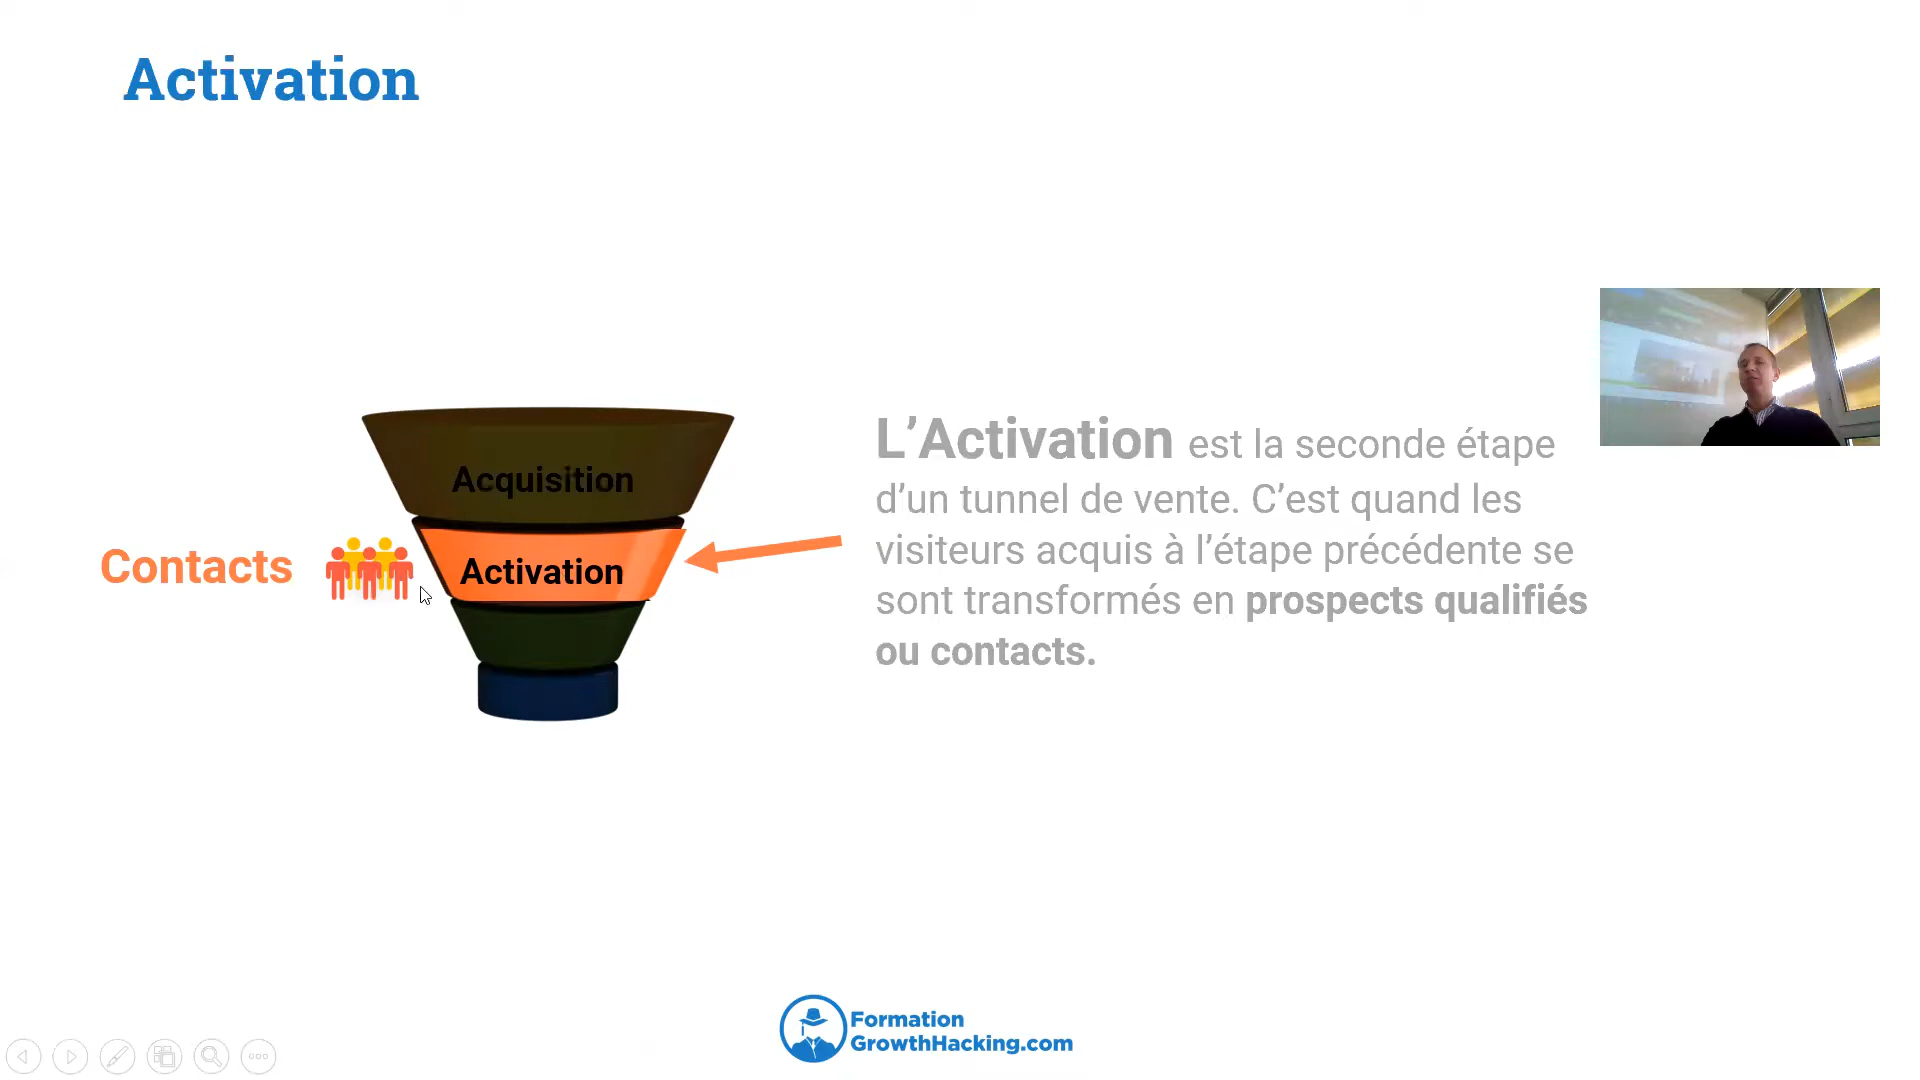 Activation
Acquisition
Contacts
Activation
L’Activation est la seconde étape
d’un tunnel de vente. C’est quand les
visiteurs acquis à l’étape précédente se
sont transformés en prospects qualifiés
ou contacts.
Formation
GrowthHacking.com